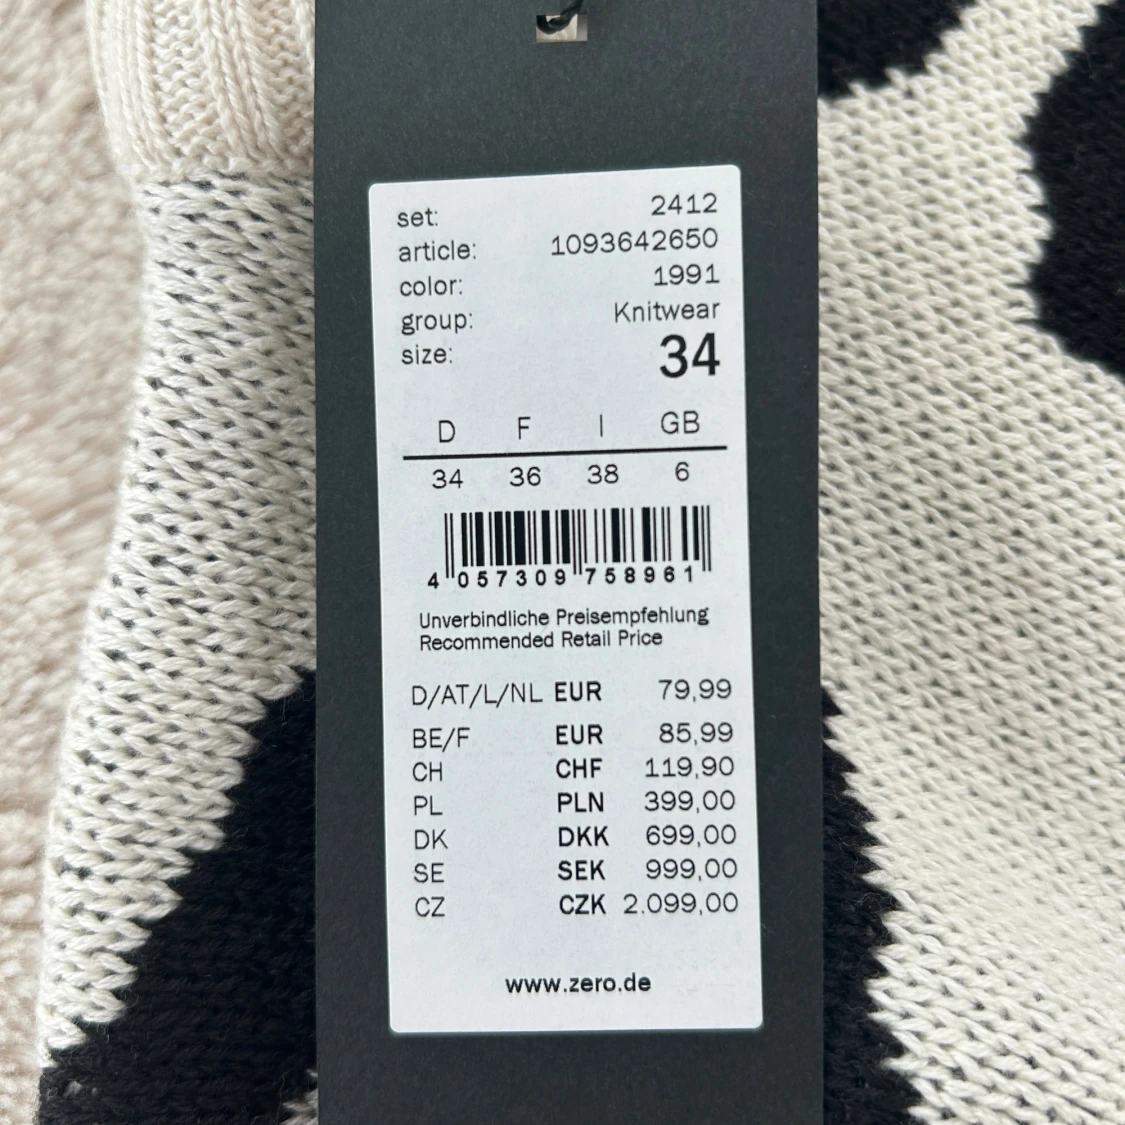 set: 2412
article: 1093642650
color: 1991
group: Knitwear
size: 34
D F I GB
34 36 38 6
4 057309 758961
Unverbindliche Preisempfehlung
Recommended Retail Price
D/AT/L/NL EUR 79,99
BE/F EUR 85,99
CH CHF 119,90
PL PLN 399,00
DK DKK 699,00
SE SEK 999,00
CZ CZK 2.099,00
www.zero.de